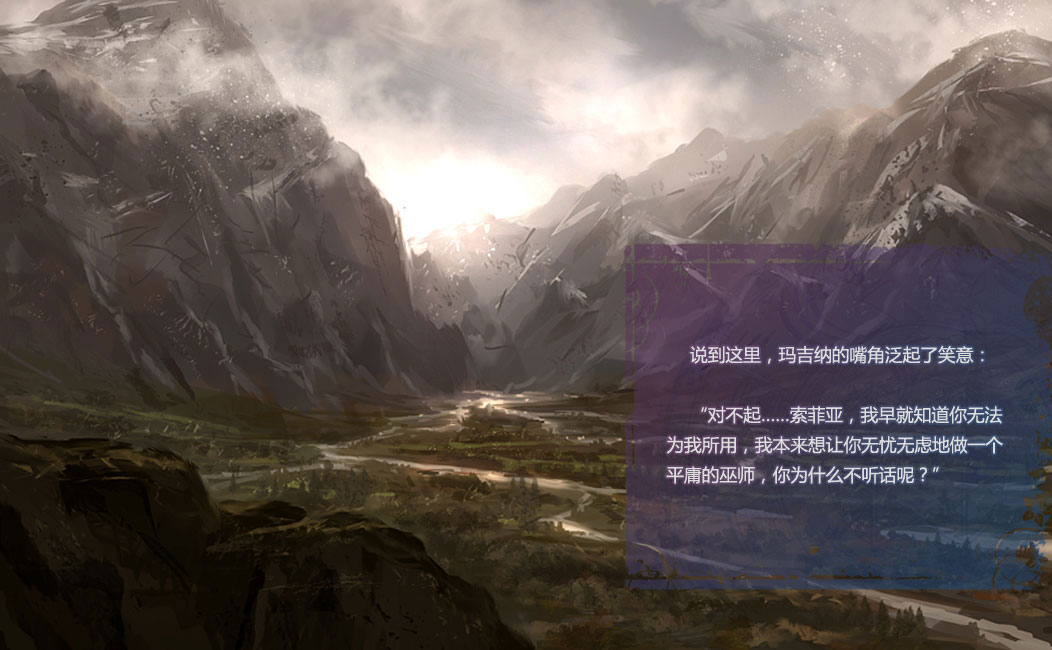 说到这里，玛吉纳的嘴角泛起了笑意：
“对不起……索菲亚，我早就知道你无法
为我所用，我本来想让你无忧无虑地做一个
平庸的巫师，你为什么不听话呢？”